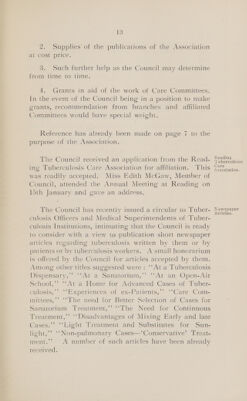 13
2. Supplies of the publications of the Association
at cost price.
3. Such further help as the Council may determine
from time to time.
4. Grants in aid of the work of Care Committees.
In the event of the Council being in a position to make
grants, recommendation from branches and affiliated
Committees would have special weight.
Reference has already been made on page 7 to the
purpose of the Association.
The Council received an application from the Read-
ing Tuberculosis Care Association for affiliation. This
was readily accepted. Miss Edith McGaw, Member of
Council, attended the Annual Meeting at Reading on
15th January and gave an address.
Reading
Tuberculosis
Care
Association.
The Council has recently issued a circular to Tuber-
culosis Officers and Medical Superintendents of Tuber-
culosis Institutions, intimating that the Council is ready
to consider with a view to publication short newspaper
articles regarding tuberculosis written by them or by
patients or by tuberculosis workers. A small honorarium
is offered by the Council for articles accepted by them.
Among other titles suggested were : "At a Tuberculosis
Dispensary," "At a Sanatorium," "At an Open-Air
School," "At a Home for Advanced Cases of Tuber-
culosis," "Experiences of ex-Patients," "Care Com-
mittees," "The need for Better Selection of Cases for
Sanatorium Treatment," "The Need for Continuous
Treatment," "Disadvantages of Mixing Early and late
Cases," "Light Treatment and Substitutes for Sun-
light," "Non-pulmonary Cases—'Conservative' Treat-
ment." A number of such articles have been already
received.
Newspaper
Articles.